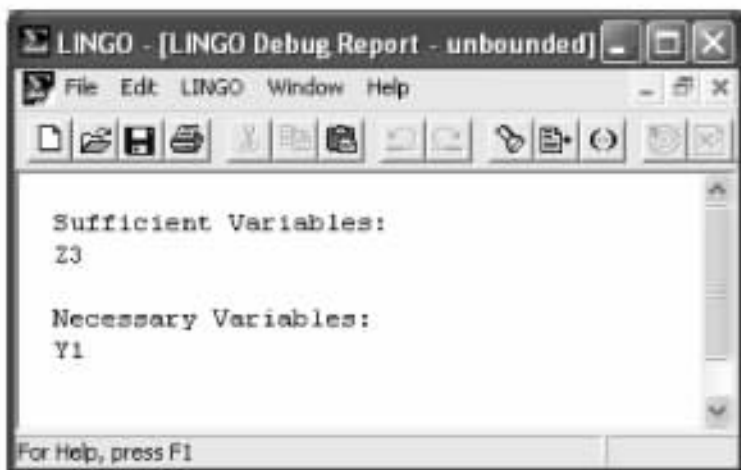 LINGO - [LINGO Debug Report - unbounded]
File Edit LINGO Window Help
Sufficient Variables:
Z3
Necessary Variables:
Y1
For Help, press F1